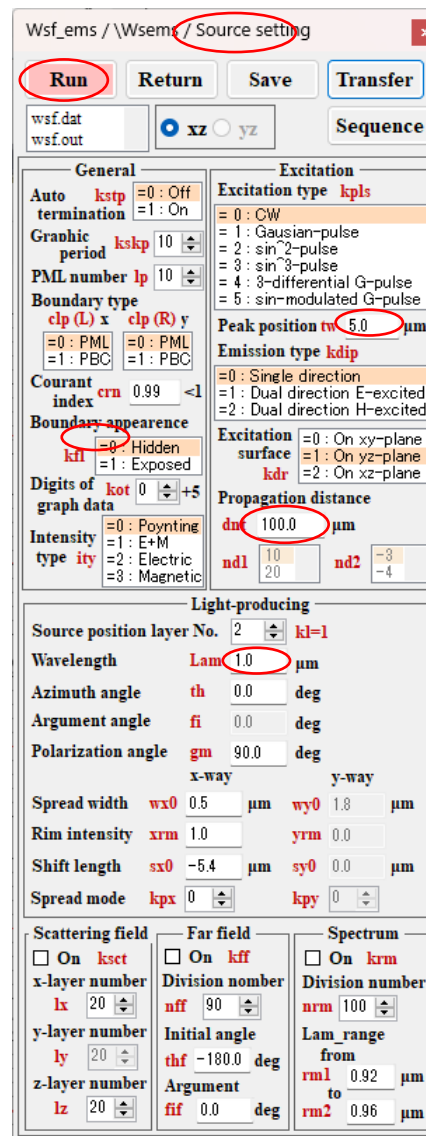 Wsf_ems / \Wsems / Source setting
Run Return Save Transfer
wsf.dat
wsf.out
xz yz
Sequence
General
Auto kstp
termination
=0 : Off
=1 : On
Graphic
period kskp 10
PML number lp 10
Boundary type
clp (L) x clp (R) y
=0 : PML =0 : PML
=1 : PBC =1 : PBC
Courant
index crn 0.99 <1
Boundary appearence
kfl =0 : Hidden
=1 : Exposed
Digits of
graph data kot 0 +5
Intensity
type ity
=0: Poynting
=1: E+M
=2: Electric
=3: Magnetic
Excitation
Excitation type kpls
= 0 : CW
= 1 : Gausian-pulse
= 2 : sin^2-pulse
= 3 : sin^3-pulse
= 4 : 3-differential G-pulse
= 5 : sin-modulated G-pulse
Peak position tw 5.0 μm
Emission type kdip
=0 : Single direction
=1 : Dual direction E-excited
=2 : Dual direction H-excited
Excitation
surface
kdr
=0 : On xy-plane
=1 : On yz-plane
=2 : On xz-plane
Propagation distance
dnt 100.0 μm
nd1 10
20
nd2 -3
-4
Light-producing
Source position layer No. 2 kl=1
Wavelength Lam 1.0 μm
Azimuth angle th 0.0 deg
Argument angle fi 0.0 deg
Polarization angle gm 90.0 deg
x-way y-way
Spread width wx0 0.5 μm wy0 1.8 μm
Rim intensity xrm 1.0 yrm 0.0
Shift length sx0 -5.4 μm sy0 0.0 μm
Spread mode kpx 0 kpy 0
Scattering field
On ksct
x-layer number
lx 20
y-layer number
ly 20
z-layer number
lz 20
Far field
On kff
Division nomber
nff 90
Initial angle
thf -180.0 deg
Argument
fif 0.0 deg
Spectrum
On krm
Division number
nrm 100
Lam_range
from
rm1 0.92 μm
to
rm2 0.96 μm